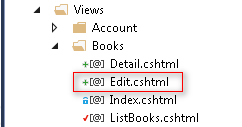 Views
Account
Books
+[@] Detail.cshtml
+[@] Edit.cshtml
[@] Index.cshtml
[@] ListBooks.cshtml